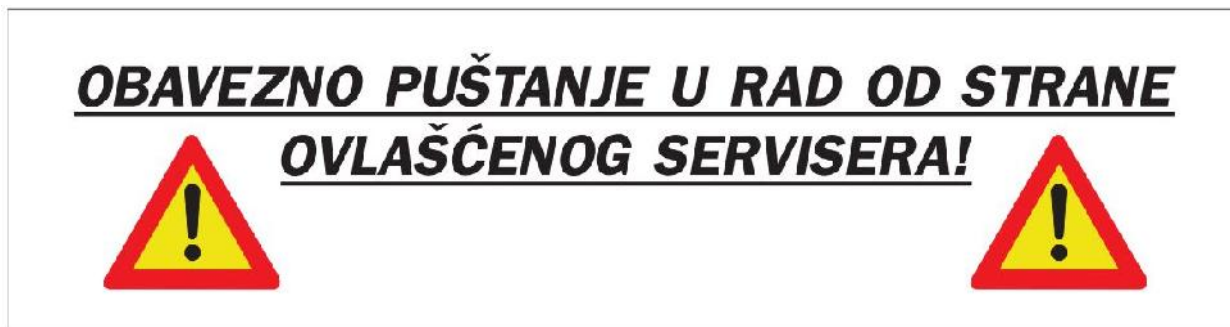 OBAVEZNO PUŠTANJE U RAD OD STRANE
OVLAŠĆENOG SERVISERA!